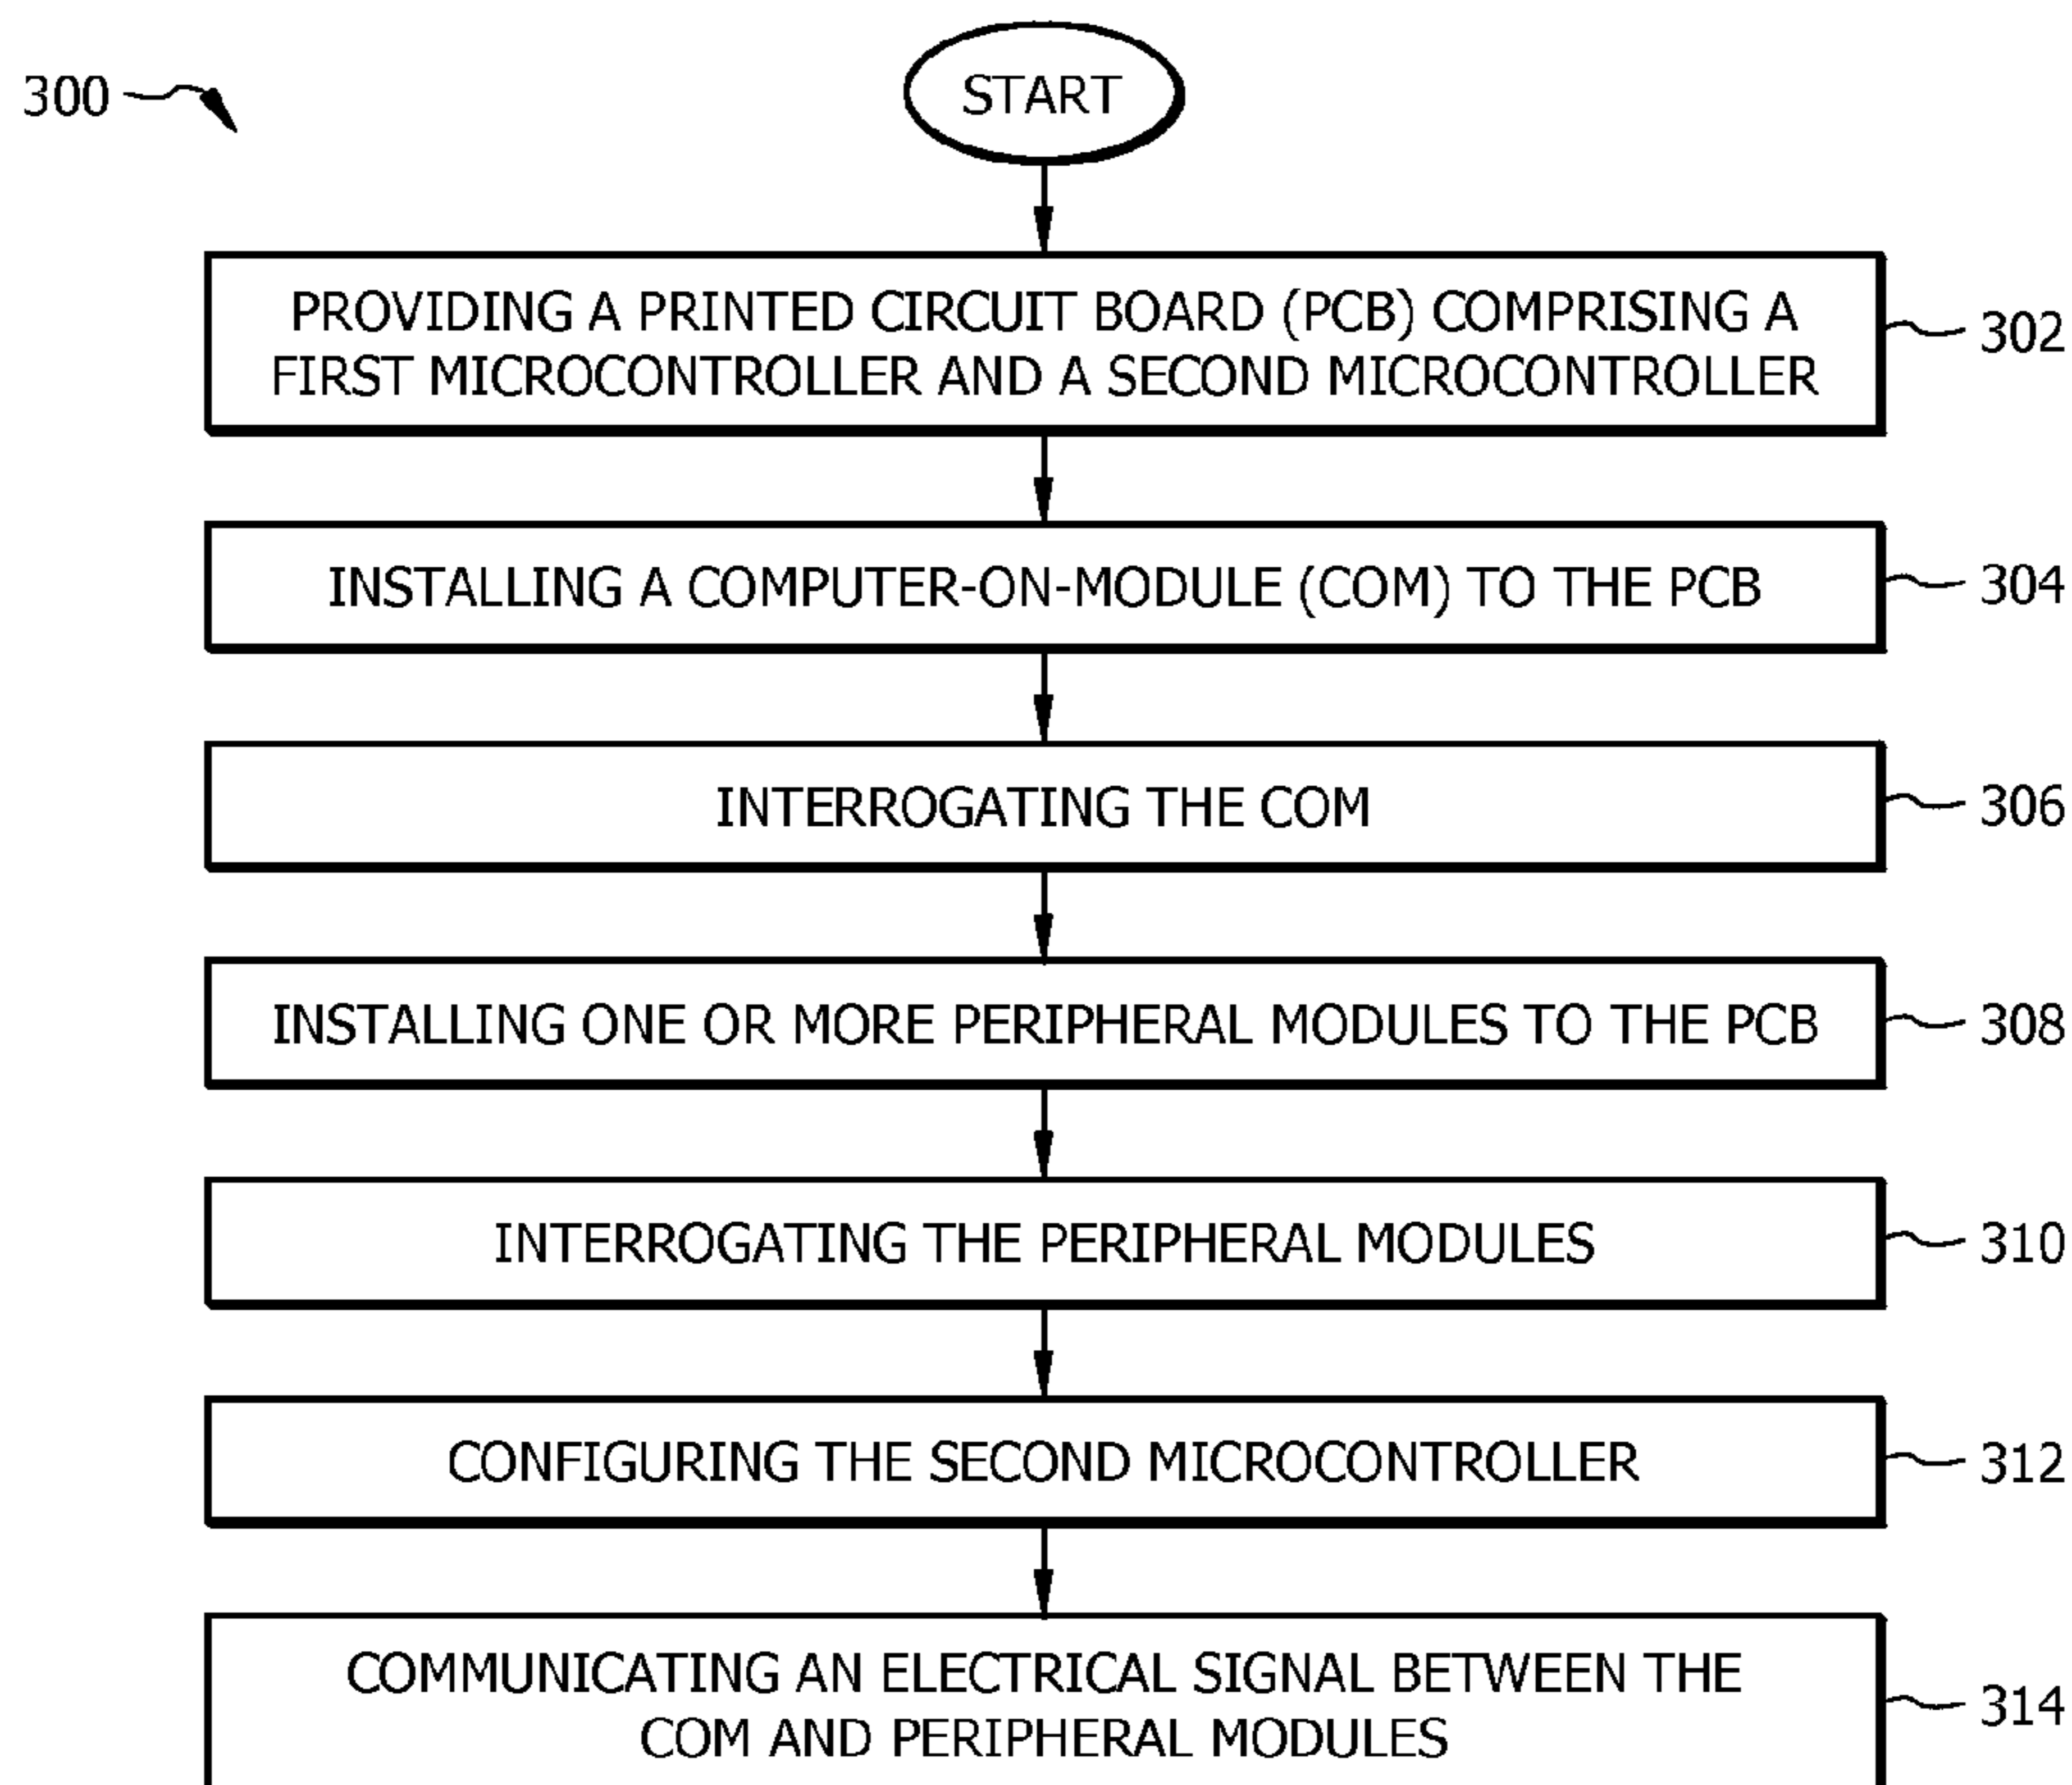 300
START
PROVIDING A PRINTED CIRCUIT BOARD (PCB) COMPRISING A
FIRST MICROCONTROLLER AND A SECOND MICROCONTROLLER
302
INSTALLING A COMPUTER-ON-MODULE (COM) TO THE PCB
304
INTERROGATING THE COM
306
INSTALLING ONE OR MORE PERIPHERAL MODULES TO THE PCB
308
INTERROGATING THE PERIPHERAL MODULES
310
CONFIGURING THE SECOND MICROCONTROLLER
312
COMMUNICATING AN ELECTRICAL SIGNAL BETWEEN THE
COM AND PERIPHERAL MODULES
314